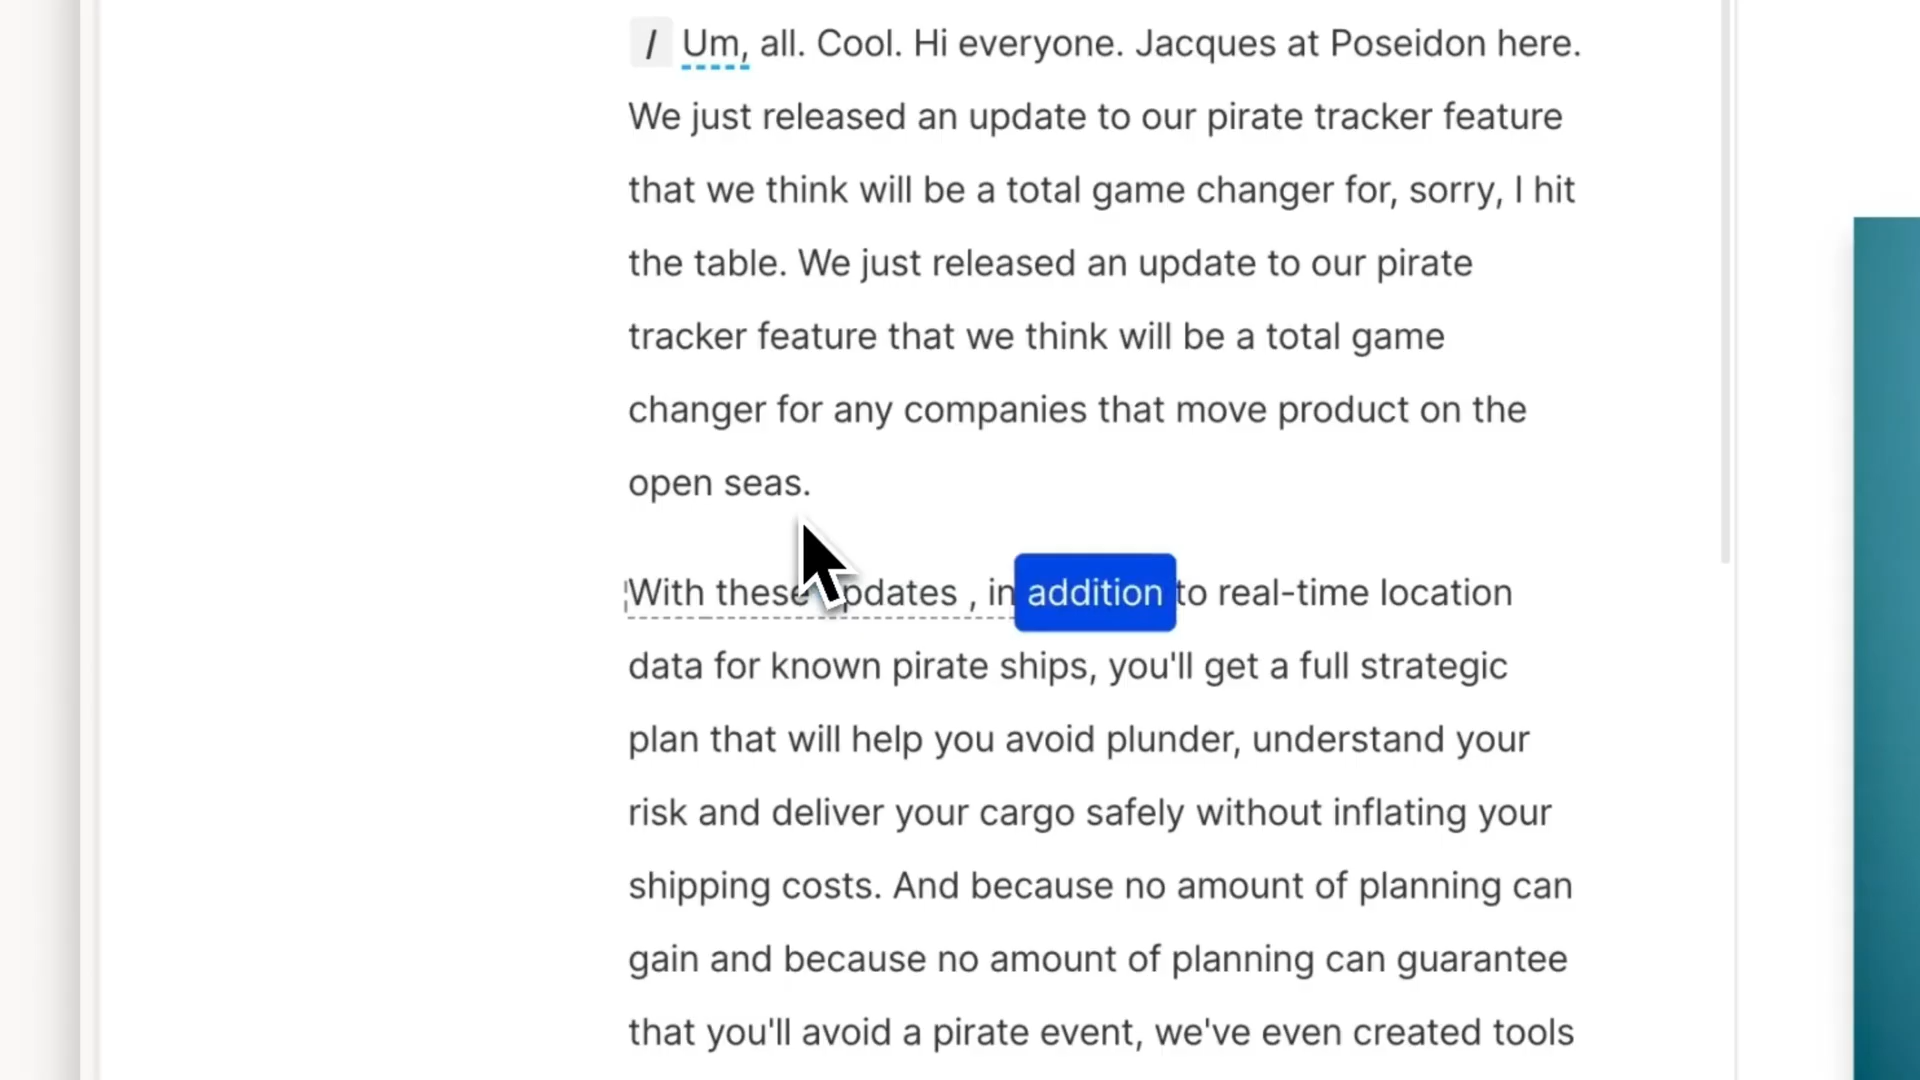 / Um, all. Cool. Hi everyone. Jacques at Poseidon here.
We just released an update to our pirate tracker feature
that we think will be a total game changer for, sorry, I hit
the table. We just released an update to our pirate
tracker feature that we think will be a total game
changer for any companies that move product on the
open seas.
With these updates , in addition to real-time location
data for known pirate ships, you'll get a full strategic
plan that will help you avoid plunder, understand your
risk and deliver your cargo safely without inflating your
shipping costs. And because no amount of planning can
gain and because no amount of planning can guarantee
that you'll avoid a pirate event, we've even created tools